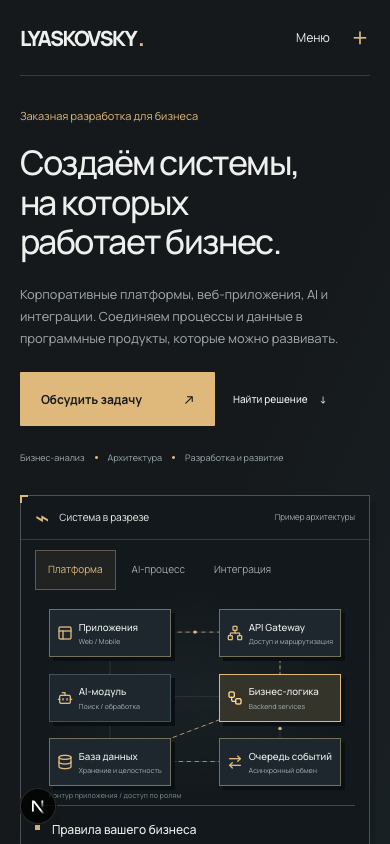 LYASKOVSKY.
Меню
Заказная разработка для бизнеса
Создаём системы,
на которых
работает бизнес.
Корпоративные платформы, веб-приложения, AI и
интеграции. Соединяем процессы и данные в
программные продукты, которые можно развивать.
Обсудить задачу ↗
Найти решение ↓
Бизнес-анализ • Архитектура • Разработка и развитие
Система в разрезе
Пример архитектуры
Платформа AI-процесс Интеграция
Приложения
Web / Mobile
API Gateway
Доступ и маршрутизация
AI-модуль
Поиск / обработка
Бизнес-логика
Backend services
База данных
Хранение и целостность
Очередь событий
Асинхронный обмен
онтур приложения / доступ по ролям
N
Правила вашего бизнеса